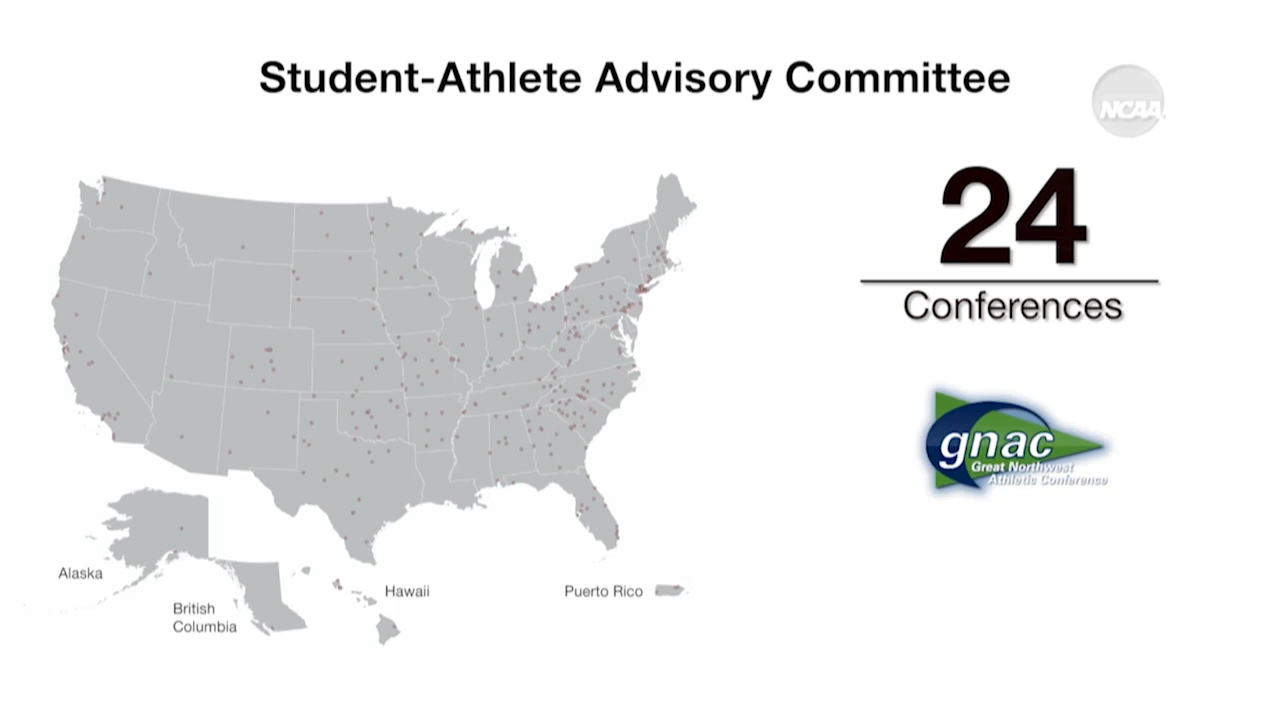 Student-Athlete Advisory Committee
NCAA
24
Conferences
gnac
Great Northwest
Athletic Conference
Alaska
British
Columbia
Hawaii
Puerto Rico